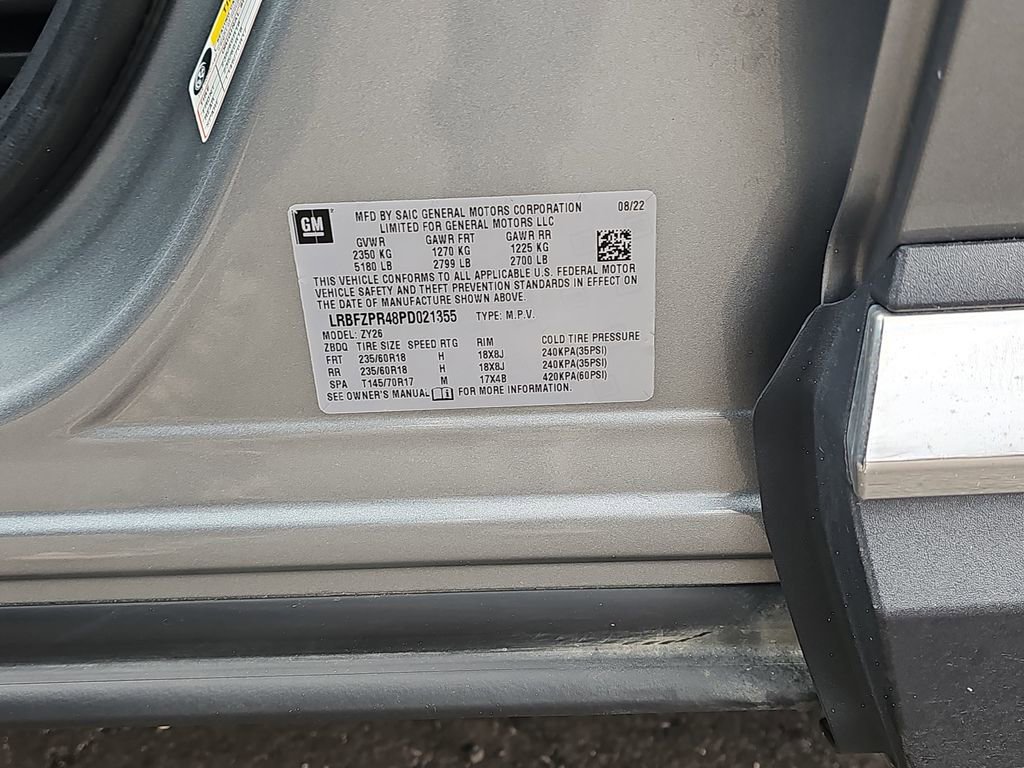 GM
MFD BY SAIC GENERAL MOTORS CORPORATION 08/22
LIMITED FOR GENERAL MOTORS LLC
GVWR GAWR FRT GAWR RR
2350 KG 1270 KG 1225 KG
5180 LB 2799 LB 2700 LB
THIS VEHICLE CONFORMS TO ALL APPLICABLE U.S. FEDERAL MOTOR
VEHICLE SAFETY AND THEFT PREVENTION STANDARDS IN EFFECT ON
THE DATE OF MANUFACTURE SHOWN ABOVE.
LRBFZPR48PD021355 TYPE: M.P.V.
MODEL: ZY26
ZBDQ TIRE SIZE SPEED RTG RIM COLD TIRE PRESSURE
FRT 235/60R18 H 18X8J 240KPA(35PSI)
RR 235/60R18 H 18X8J 240KPA(35PSI)
SPA T145/70R17 M 17X4B 420KPA(60PSI)
SEE OWNER'S MANUAL FOR MORE INFORMATION.